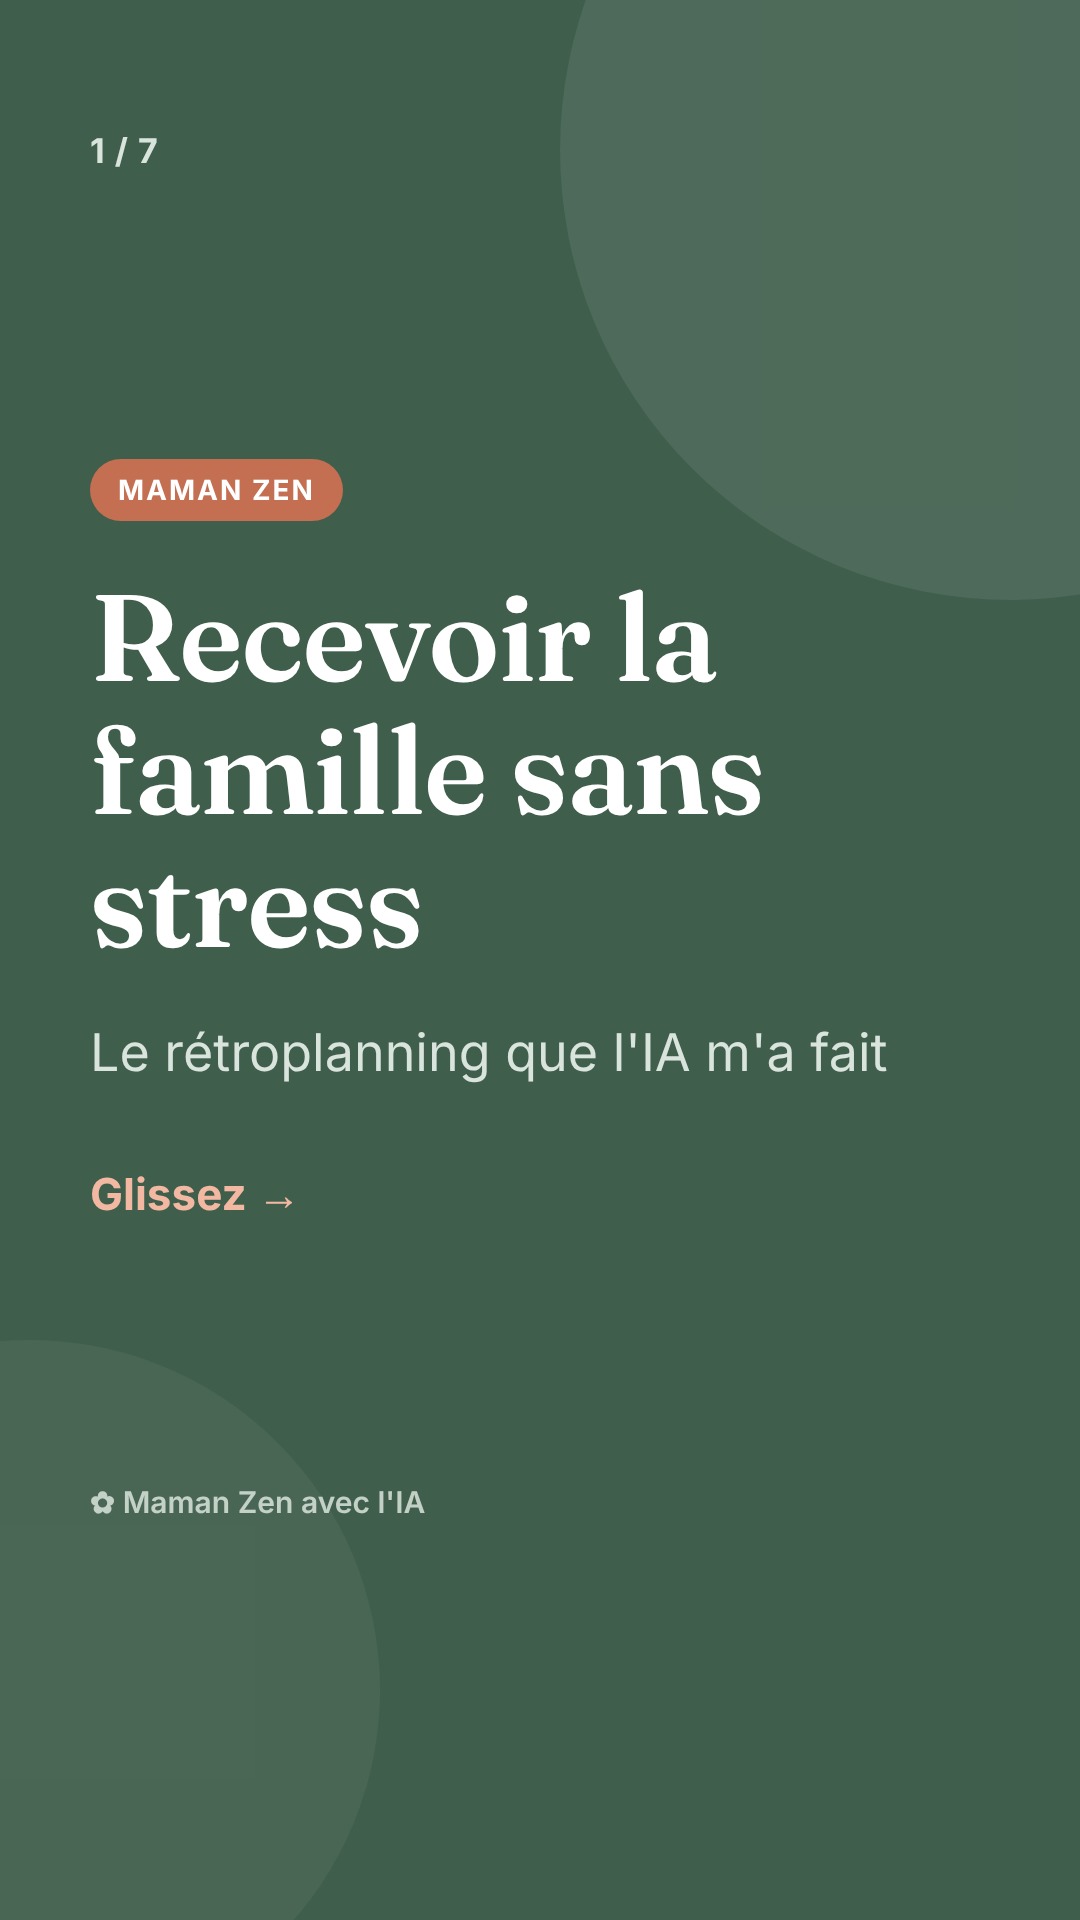 1 / 7
MAMAN ZEN
Recevoir la
famille sans
stress
Le rétroplanning que l'IA m'a fait
Glissez →
✿ Maman Zen avec l'IA